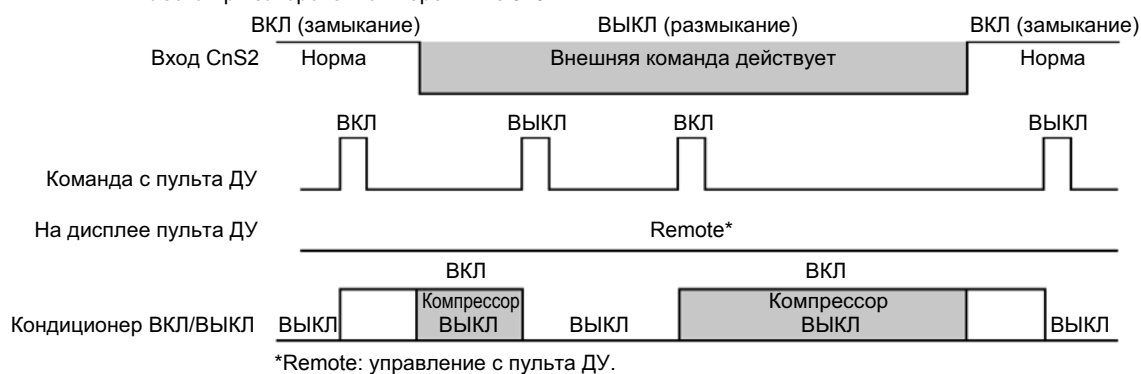 ВКЛ (замыкание) ВЫКЛ (размыкание) ВКЛ (замыкание)
Вход CnS2 Норма Внешняя команда действует Норма
ВКЛ ВЫКЛ ВКЛ ВЫКЛ
Команда с пульта ДУ
На дисплее пульта ДУ Remote*
ВКЛ ВКЛ
Компрессор Компрессор
Кондиционер ВКЛ/ВЫКЛ ВЫКЛ ВЫКЛ ВЫКЛ ВЫКЛ ВЫКЛ
*Remote: управление с пульта ДУ.